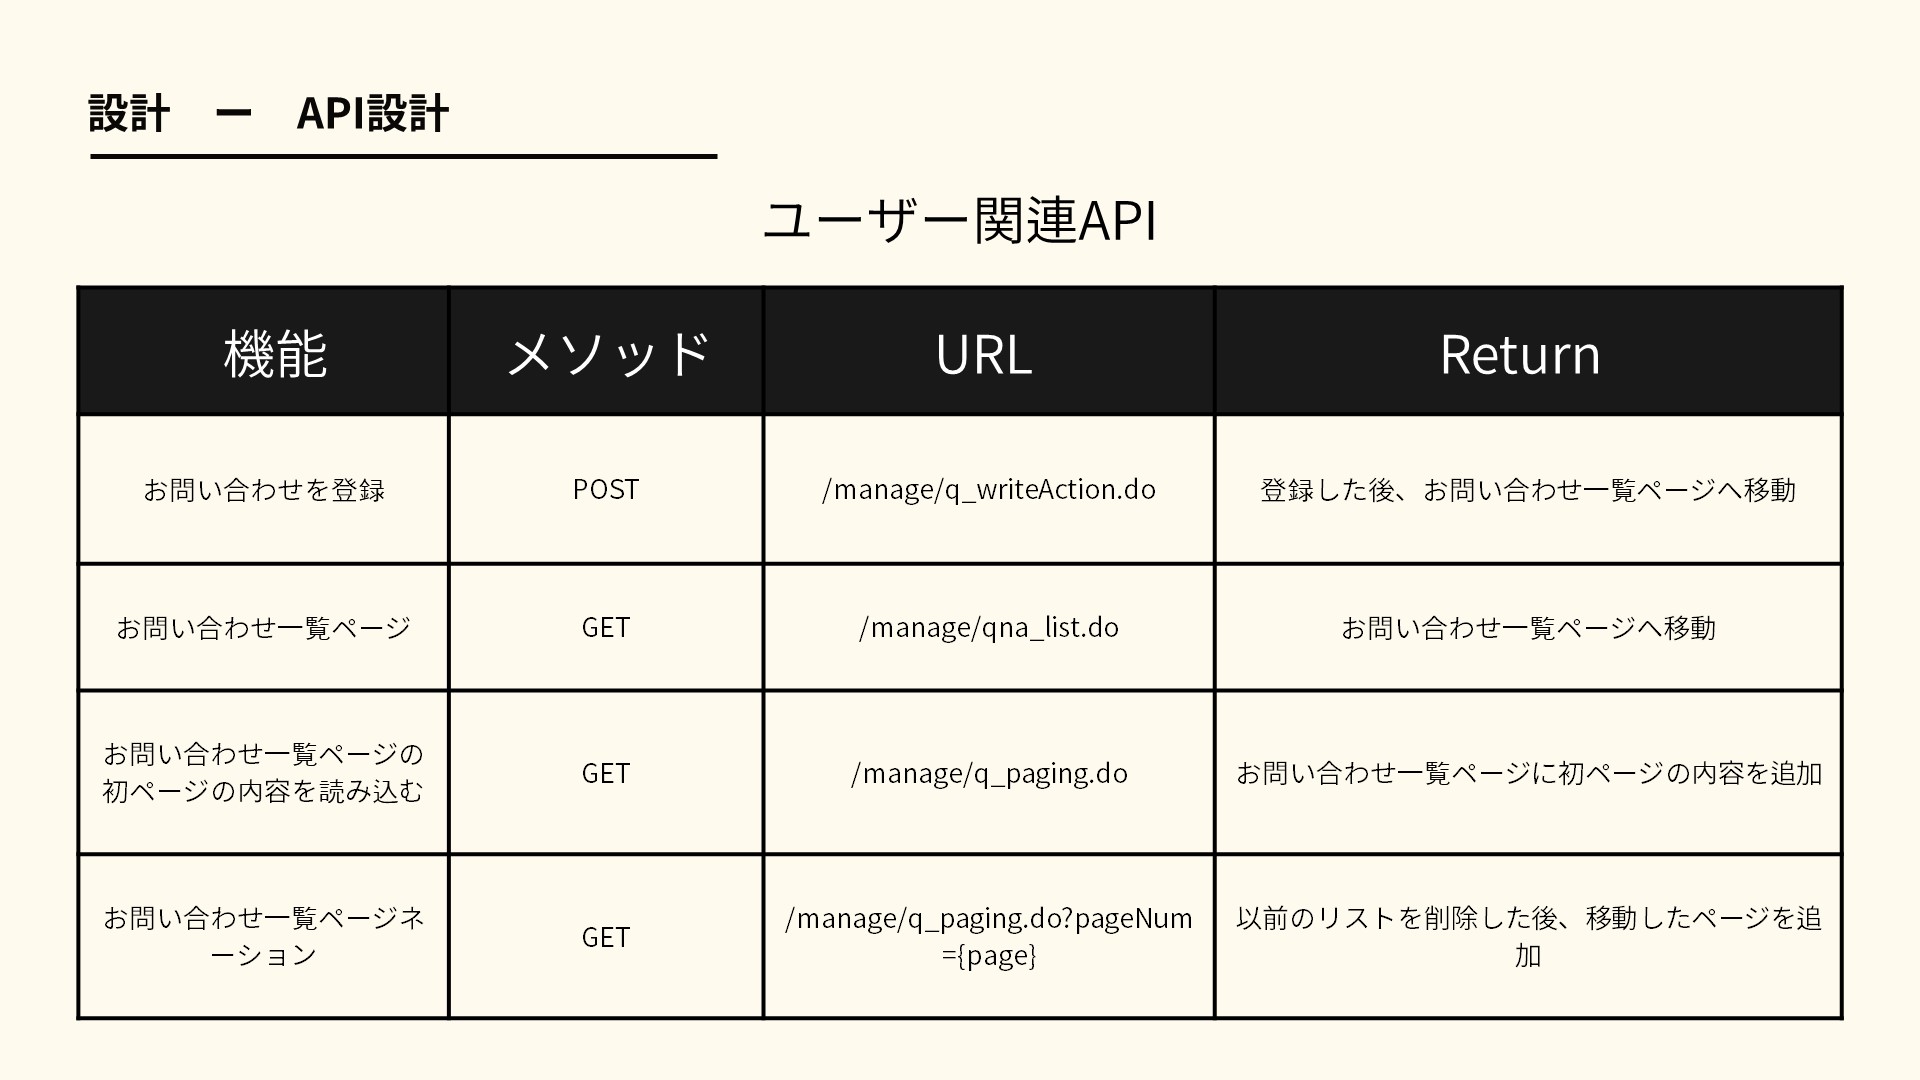 設計　ー　API設計
ユーザー関連API
機能 メソッド URL Return
お問い合わせを登録 POST /manage/q_writeAction.do 登録した後、お問い合わせ一覧ページへ移動
お問い合わせ一覧ページ GET /manage/qna_list.do お問い合わせ一覧ページへ移動
お問い合わせ一覧ページの
初ページの内容を読み込む
GET
/manage/q_paging.do
お問い合わせ一覧ページに初ページの内容を追加
お問い合わせ一覧ページネ
ーション
GET
/manage/q_paging.do?pageNum
={page}
以前のリストを削除した後、移動したページを追
加